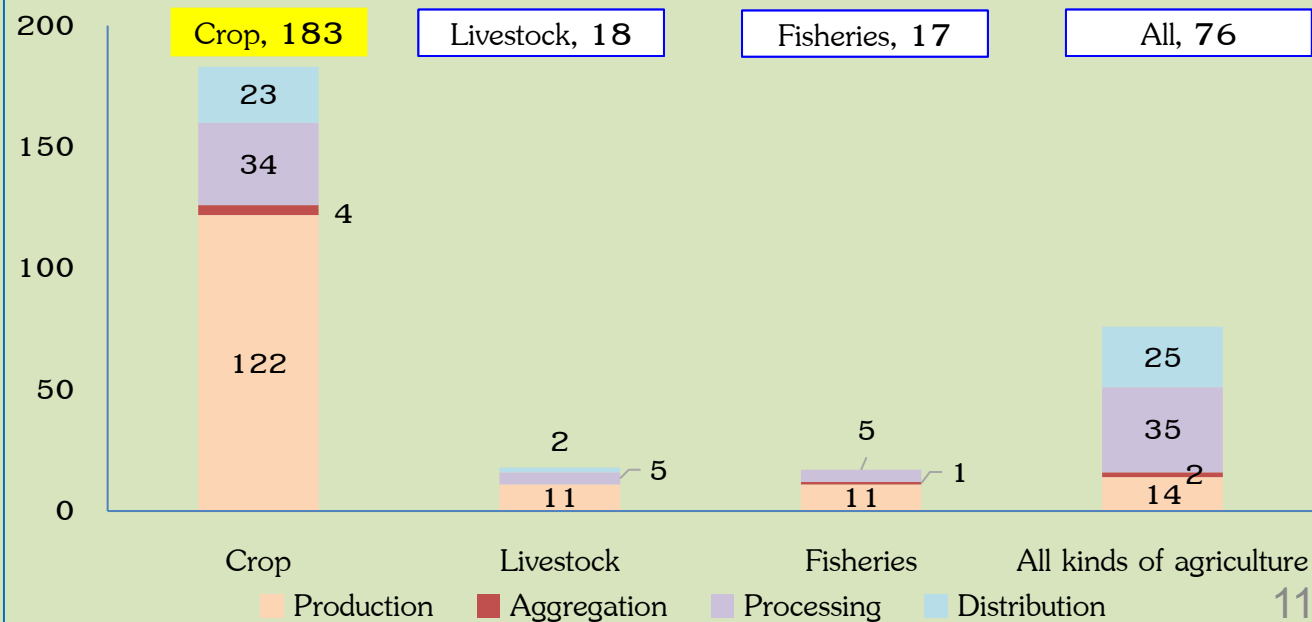 200
Crop, 183
Livestock, 18
Fisheries, 17
All, 76
23
150
34
4
100
122
50
25
35
2
14
2
5
11
5
1
11
0
Crop
Livestock
Fisheries
All kinds of agriculture
Production
Aggregation
Processing
Distribution
11